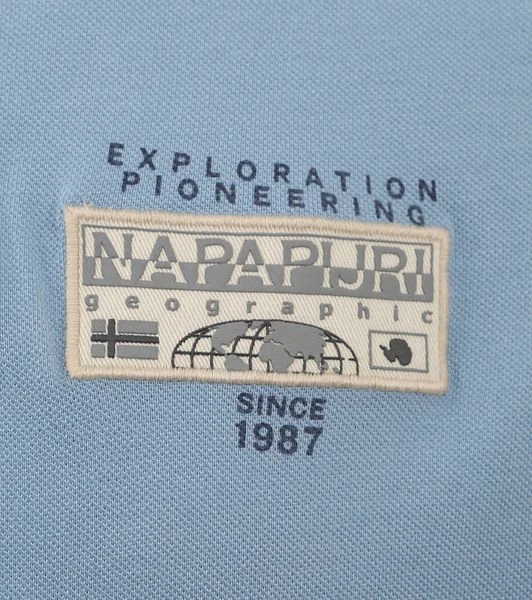 EXPLORATION
PIONEERING
NAPAPIJRI
geographic
SINCE
1987